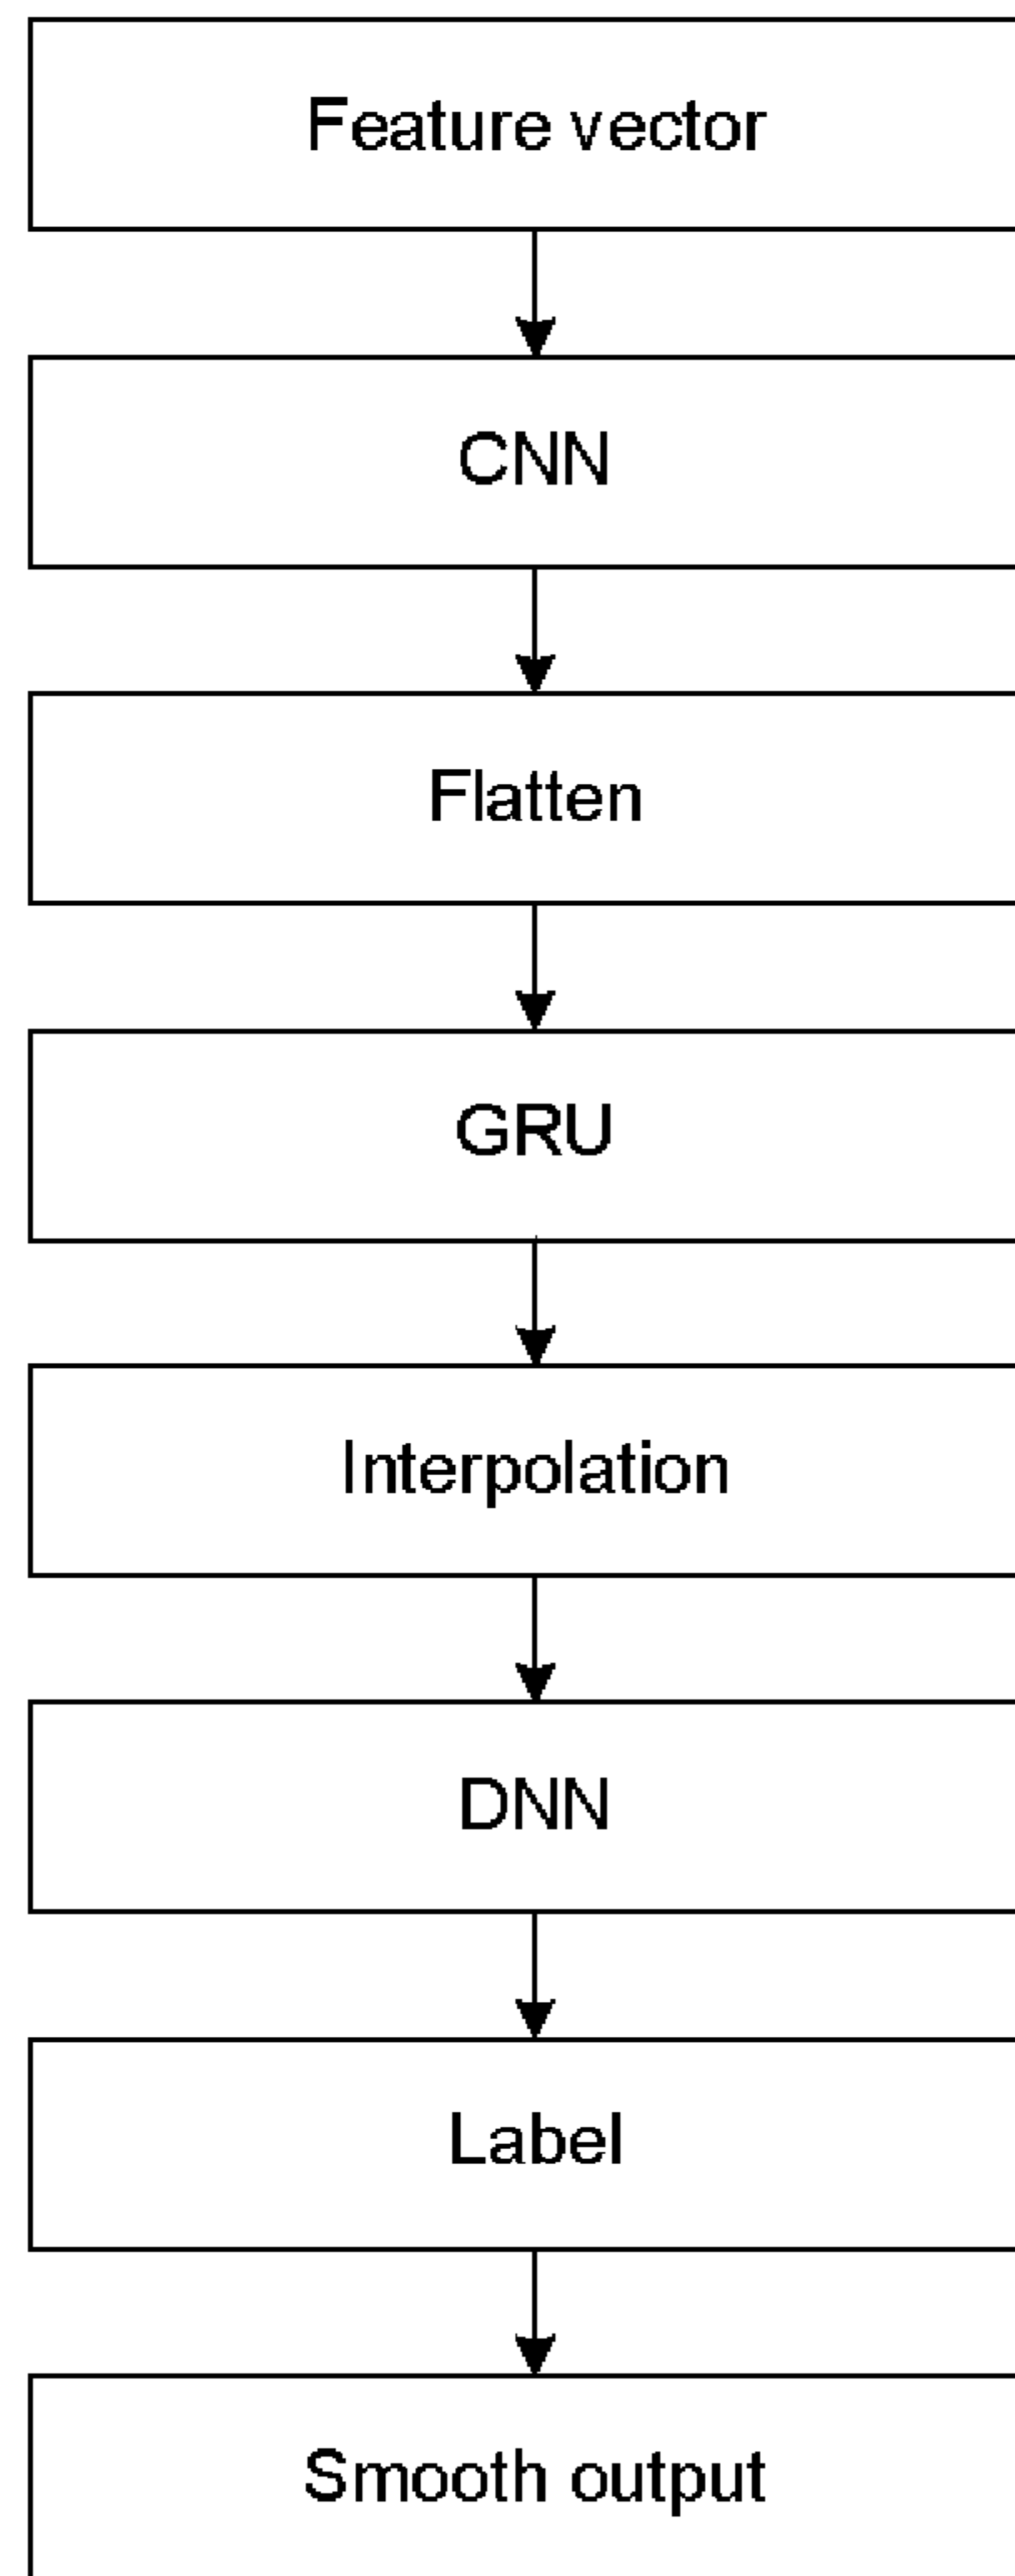 Feature vector
CNN
Flatten
GRU
Interpolation
DNN
Label
Smooth output